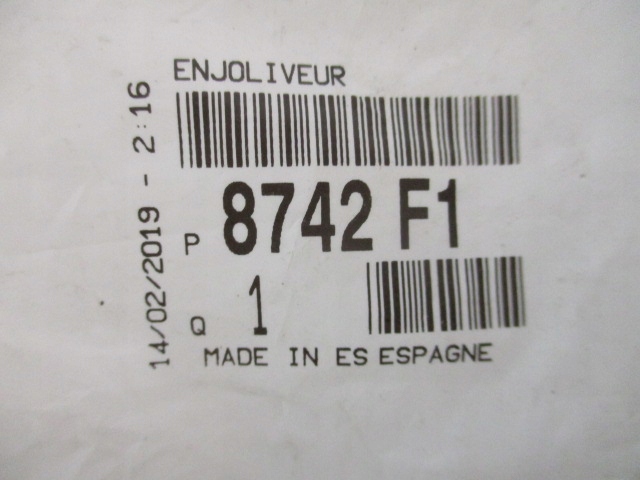 ENJOLIVEUR
14/02/2019 - 2:16
P 8742 F1
Q 1
MADE IN ES ESPAGNE